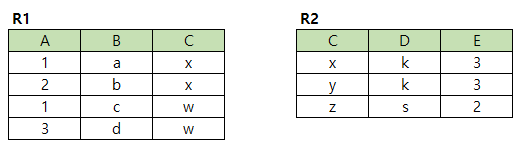 R1 R2
A B C C D E
1 a x x k 3
2 b x y k 3
1 c w z s 2
3 d w